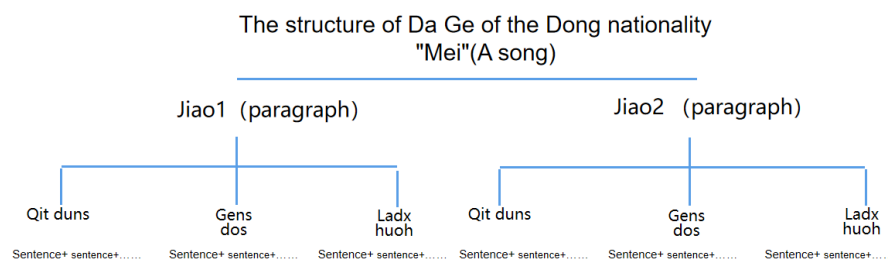 The structure of Da Ge of the Dong nationality
"Mei"(A song)
Jiao1（paragraph）
Jiao2 （paragraph）
Qit duns
Gens
dos
Ladx
huoh
Qit duns
Gens
dos
Ladx
huoh
Sentence+ sentence+……
Sentence+ sentence+……
Sentence+ sentence+……
Sentence+ sentence+……
Sentence+ sentence+……
Sentence+ sentence+…